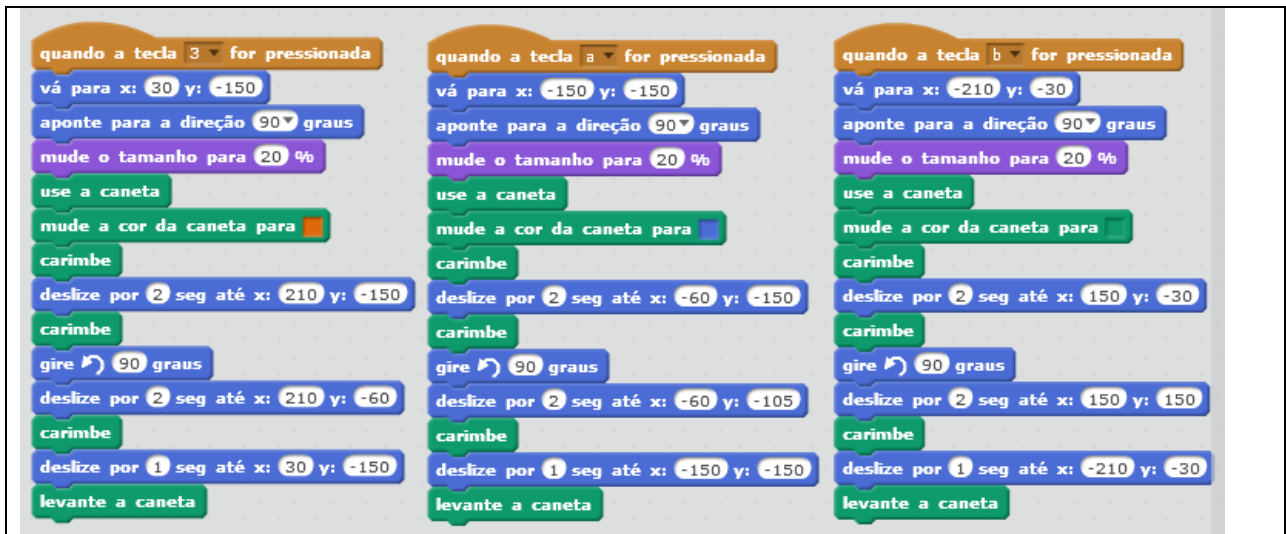 quando a tecla 3 for pressionada
vá para x: 30 y: -150
aponte para a direção 90 graus
mude o tamanho para 20 %
use a caneta
mude a cor da caneta para
carimbe
deslize por 2 seg até x: 210 y: -150
carimbe
gire 90 graus
deslize por 2 seg até x: 210 y: -60
carimbe
deslize por 1 seg até x: 30 y: -150
levante a caneta
quando a tecla a for pressionada
vá para x: -150 y: -150
aponte para a direção 90 graus
mude o tamanho para 20 %
use a caneta
mude a cor da caneta para
carimbe
deslize por 2 seg até x: -60 y: -150
carimbe
gire 90 graus
deslize por 2 seg até x: -60 y: -105
carimbe
deslize por 1 seg até x: -150 y: -150
levante a caneta
quando a tecla b for pressionada
vá para x: -210 y: -30
aponte para a direção 90 graus
mude o tamanho para 20 %
use a caneta
mude a cor da caneta para
carimbe
deslize por 2 seg até x: 150 y: -30
carimbe
gire 90 graus
deslize por 2 seg até x: 150 y: 150
carimbe
deslize por 1 seg até x: -210 y: -30
levante a caneta